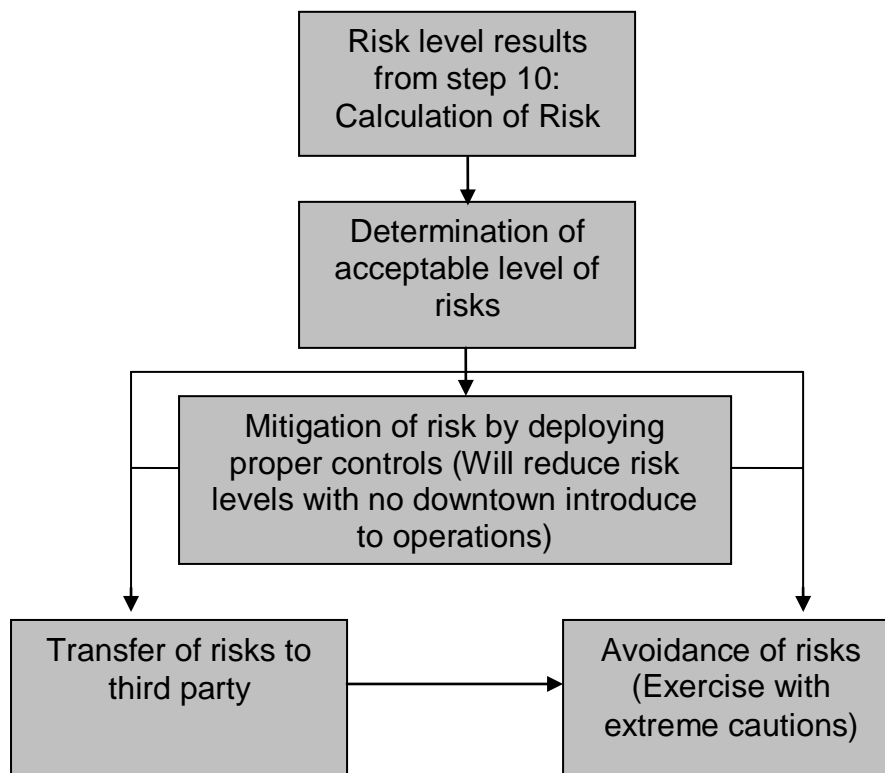 Risk level results
from step 10:
Calculation of Risk
Determination of
acceptable level of
risks
Mitigation of risk by deploying
proper controls (Will reduce risk
levels with no downtown introduce
to operations)
Transfer of risks to
third party
Avoidance of risks
(Exercise with
extreme cautions)